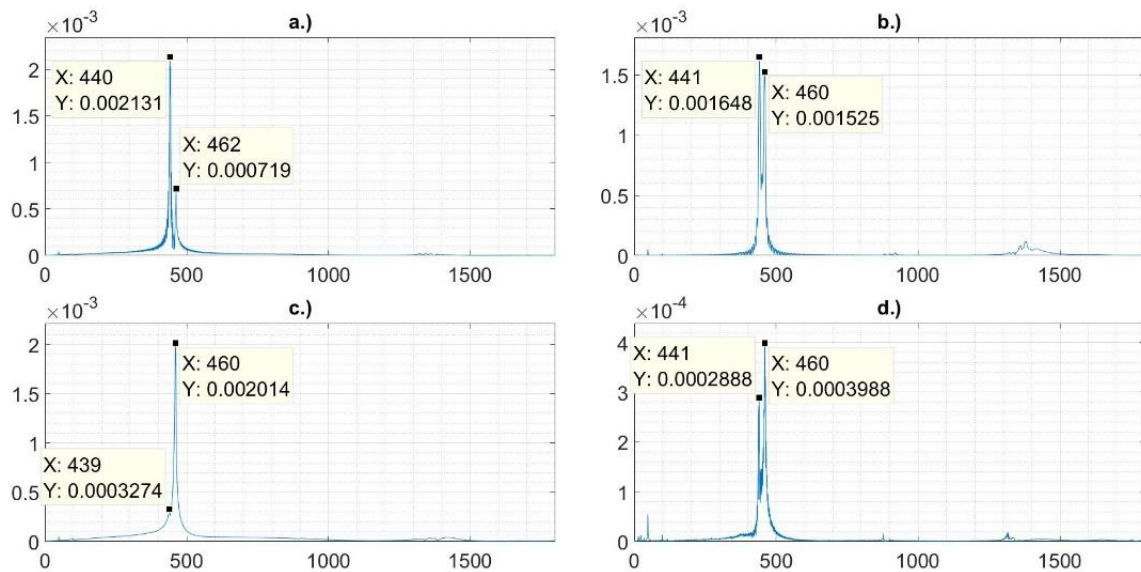 a.)
×10⁻³
2
1.5
1
0.5
0
X: 440
Y: 0.002131
X: 462
Y: 0.000719
0 500 1000 1500
b.)
×10⁻³
1.5
1
0.5
0
X: 441
Y: 0.001648
X: 460
Y: 0.001525
0 500 1000 1500
c.)
×10⁻³
2
1.5
1
0.5
0
X: 460
Y: 0.002014
X: 439
Y: 0.0003274
0 500 1000 1500
d.)
×10⁻⁴
4
3
2
1
0
X: 441
Y: 0.0002888
X: 460
Y: 0.0003988
0 500 1000 1500